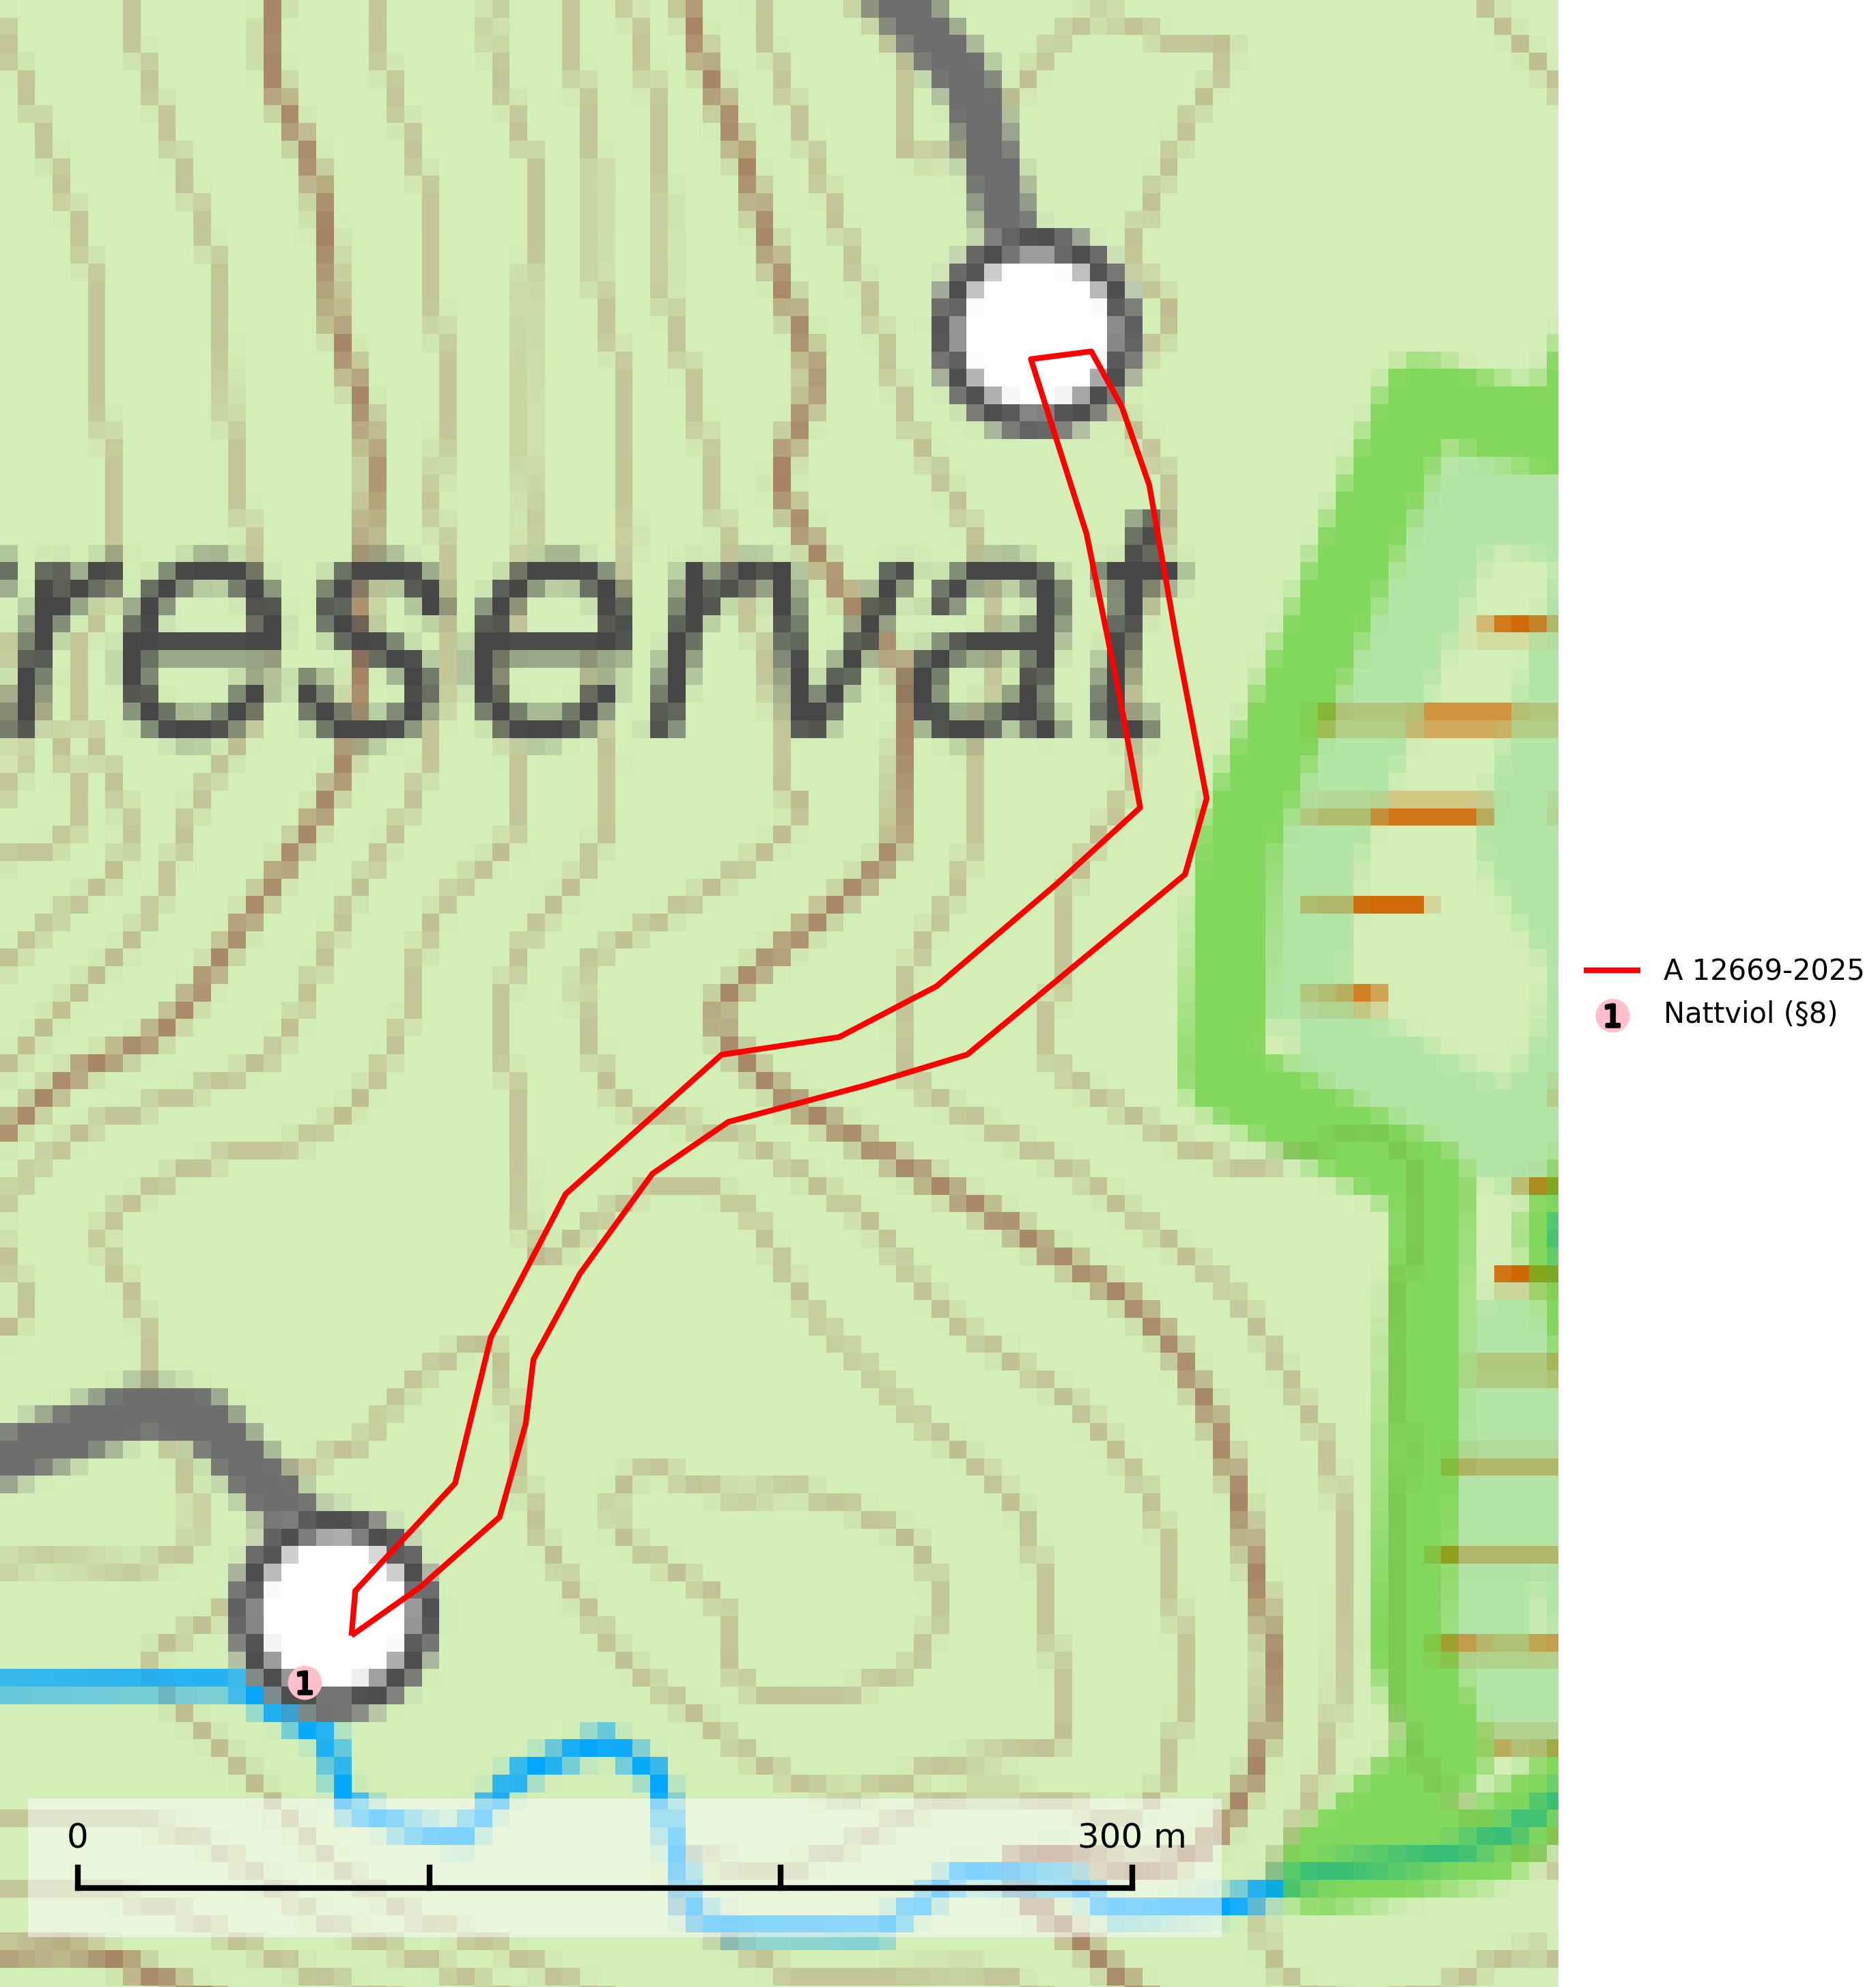 reservat
A 12669-2025
1 Nattviol (§8)
1
0 300 m